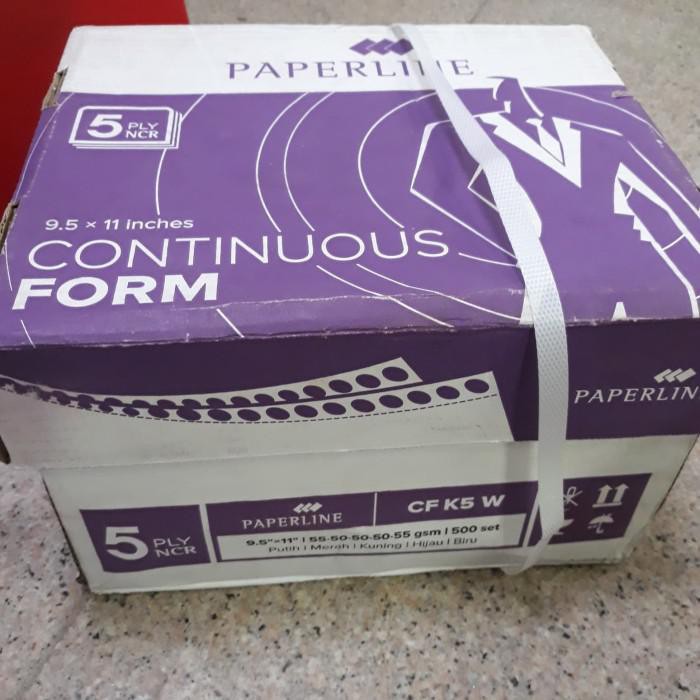 PAPERLINE
5 PLY NCR
9.5 × 11 inches
CONTINUOUS
FORM
PAPERLIN
5 PLY NCR
PAPERLINE
CF K5 W
9.5"×11" | 55-50-50-50-55 gsm | 500 set
Putih | Merah | Kuning | Hijau | Biru